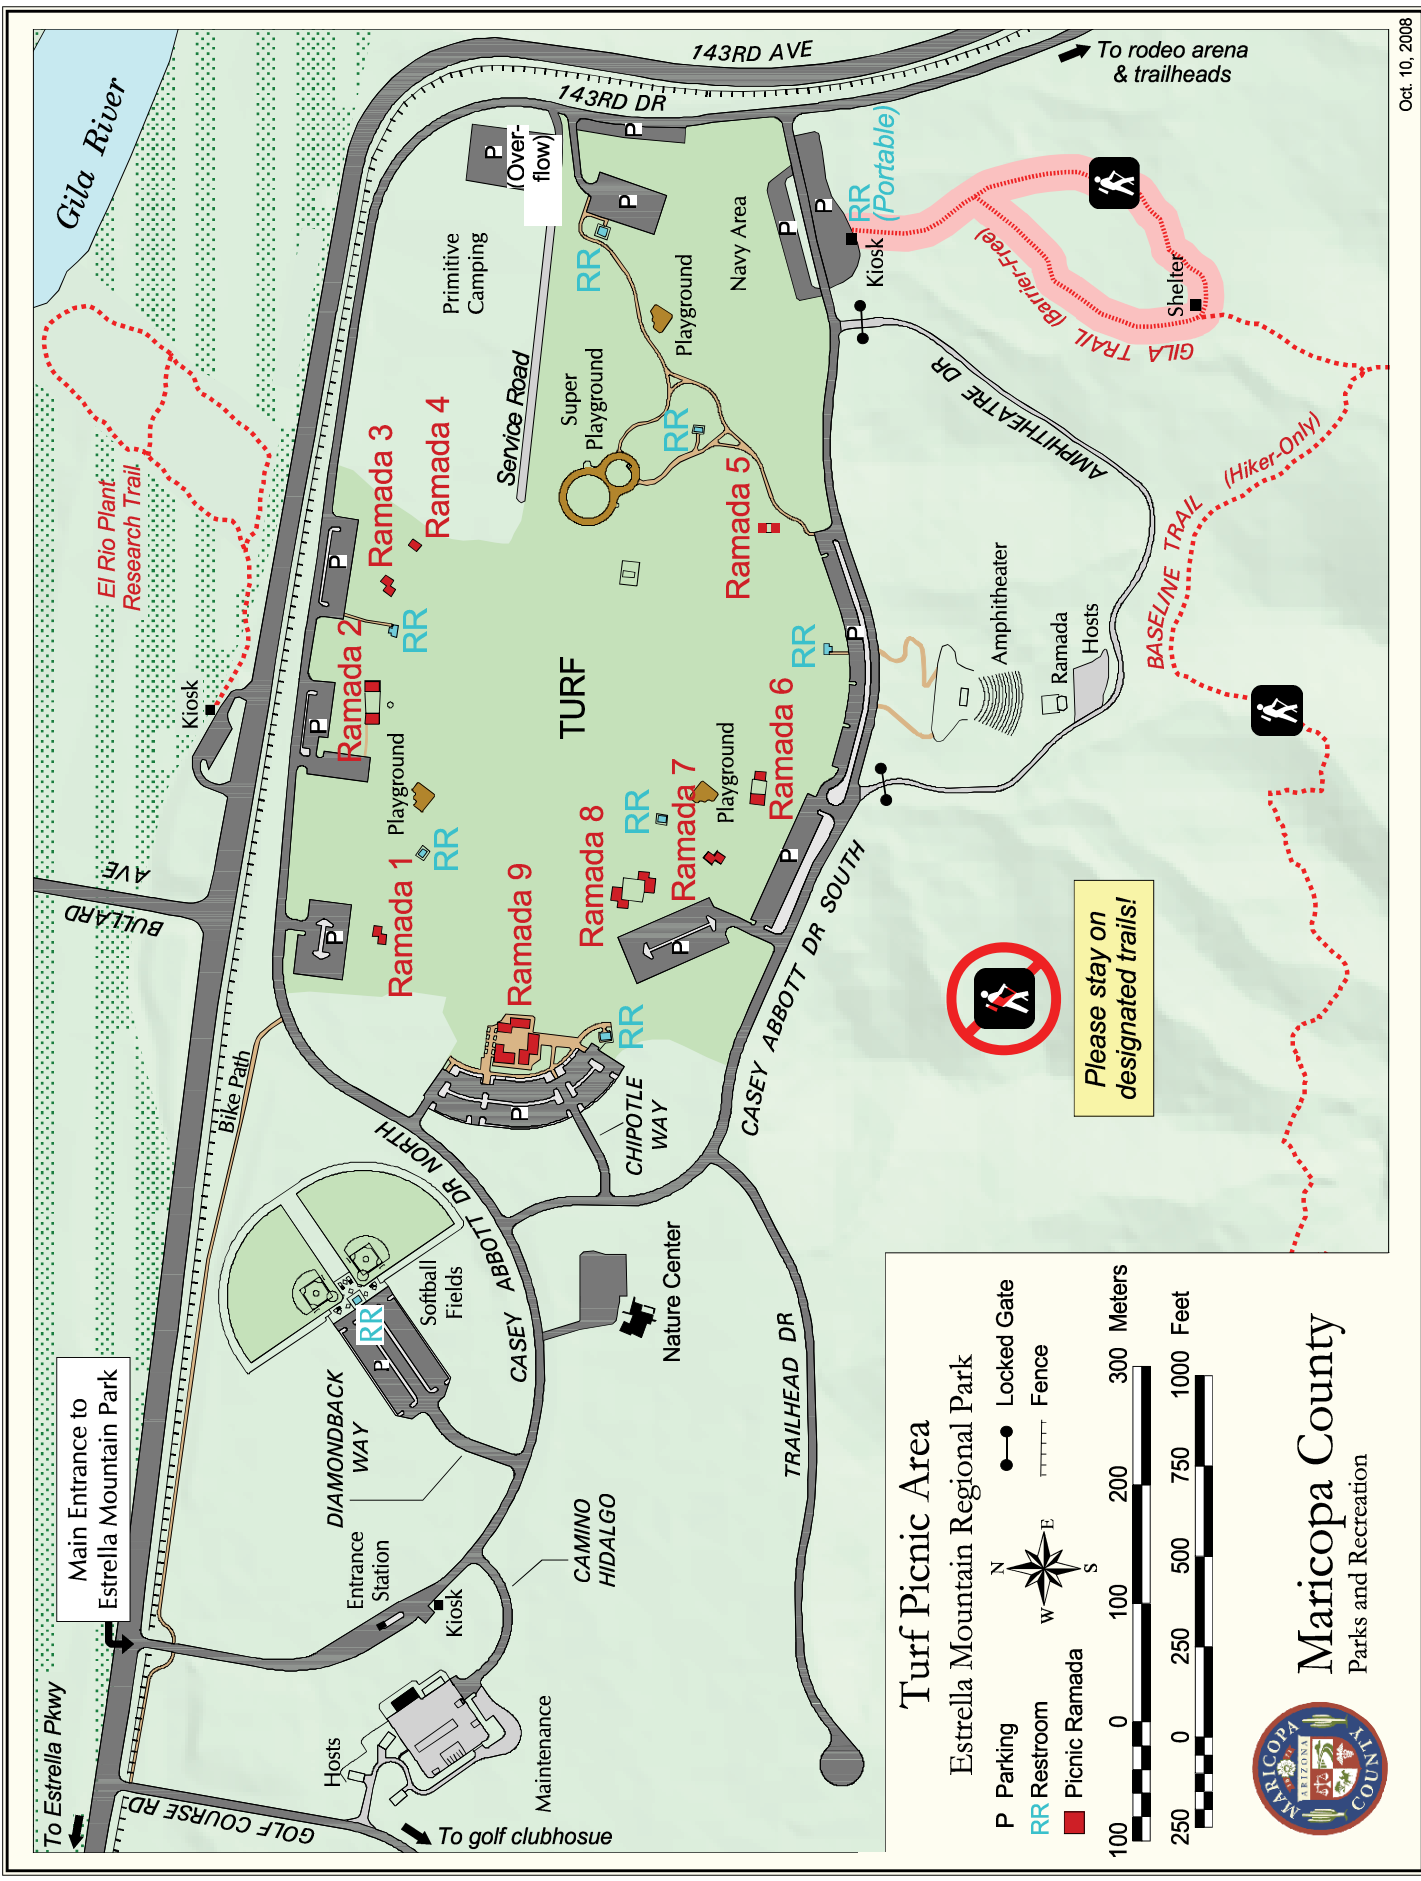 Gila River
143RD AVE
143RD DR
To rodeo arena
& trailheads
Oct. 10, 2008
P
(Over-
flow)
P
P
P
P
RR
(Portable)
Kiosk
Primitive
Camping
Navy Area
RR
Playground
Service Road
Super
Playground
RR
GILA TRAIL (Barrier-Free)
Shelter
AMPHITHEATRE DR
El Rio Plant
Research Trail
Ramada 3
Ramada 4
Ramada 5
BASELINE TRAIL (Hiker-Only)
P
RR
Ramada 2
P
Kiosk
TURF
RR
P
Amphitheater
Ramada
Hosts
Ramada 6
Playground
Playground
Ramada 7
RR
Ramada 8
RR
Ramada 1
P
Ramada 9
P
P
RR
P
BULLARD AVE
CASEY ABBOTT DR SOUTH
Please stay on
designated trails!
Bike Path
CHIPOTLE
WAY
CASEY ABBOTT DR NORTH
Softball
Fields
RR
P
Nature Center
TRAILHEAD DR
DIAMONDBACK
WAY
Main Entrance to
Estrella Mountain Park
Entrance
Station
Kiosk
CAMINO
HIDALGO
Hosts
Maintenance
To Estrella Pkwy
GOLF COURSE RD
To golf clubhosue
Turf Picnic Area
Estrella Mountain Regional Park
P Parking
RR Restroom
Picnic Ramada
N
W E
S
Locked Gate
Fence
100 0 100 200 300 Meters
250 0 250 500 750 1000 Feet
MARICOPA COUNTY
ARIZONA
Maricopa County
Parks and Recreation